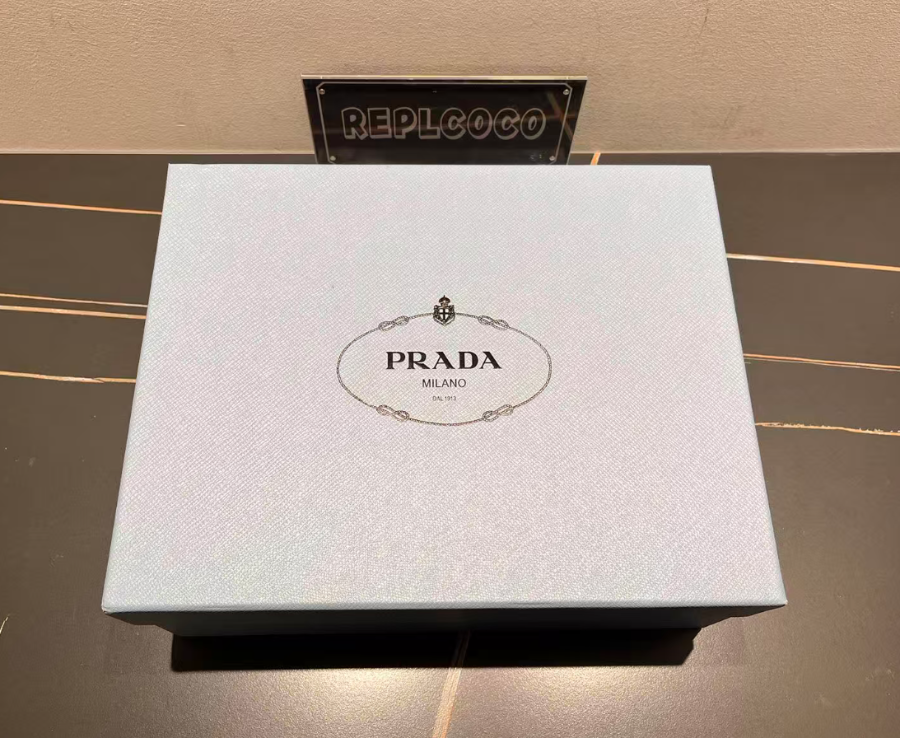 REPLCOCO
PRADA
MILANO
DAL 1913